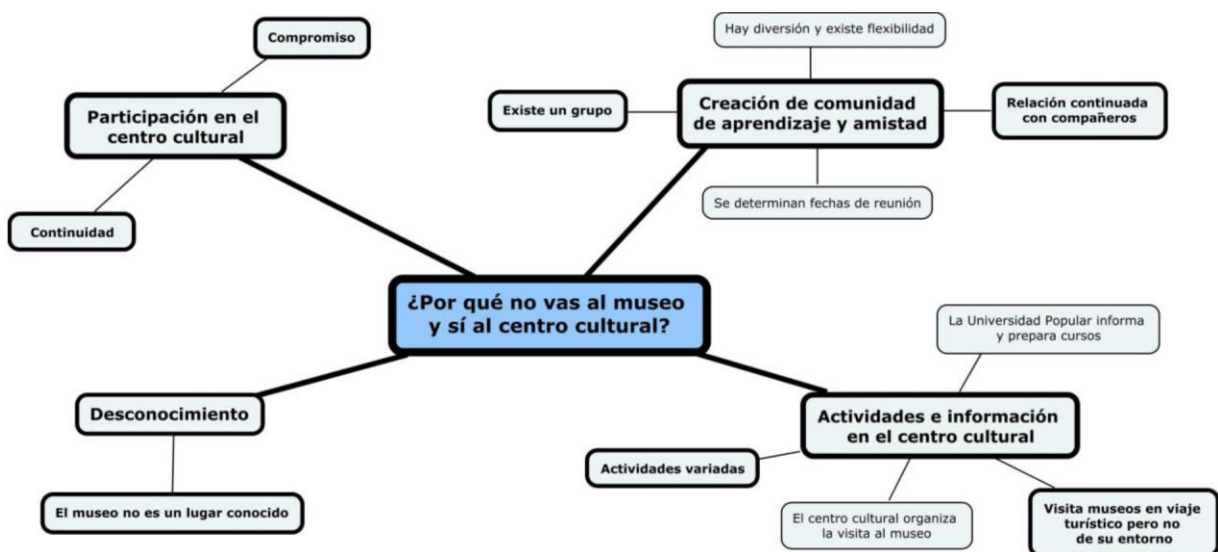 Compromiso
Participación en el
centro cultural
Continuidad
Hay diversión y existe flexibilidad
Existe un grupo
Creación de comunidad
de aprendizaje y amistad
Relación continuada
con compañeros
Se determinan fechas de reunión
¿Por qué no vas al museo
y sí al centro cultural?
Desconocimiento
El museo no es un lugar conocido
La Universidad Popular informa
y prepara cursos
Actividades e información
en el centro cultural
Actividades variadas
El centro cultural organiza
la visita al museo
Visita museos en viaje
turístico pero no
de su entorno